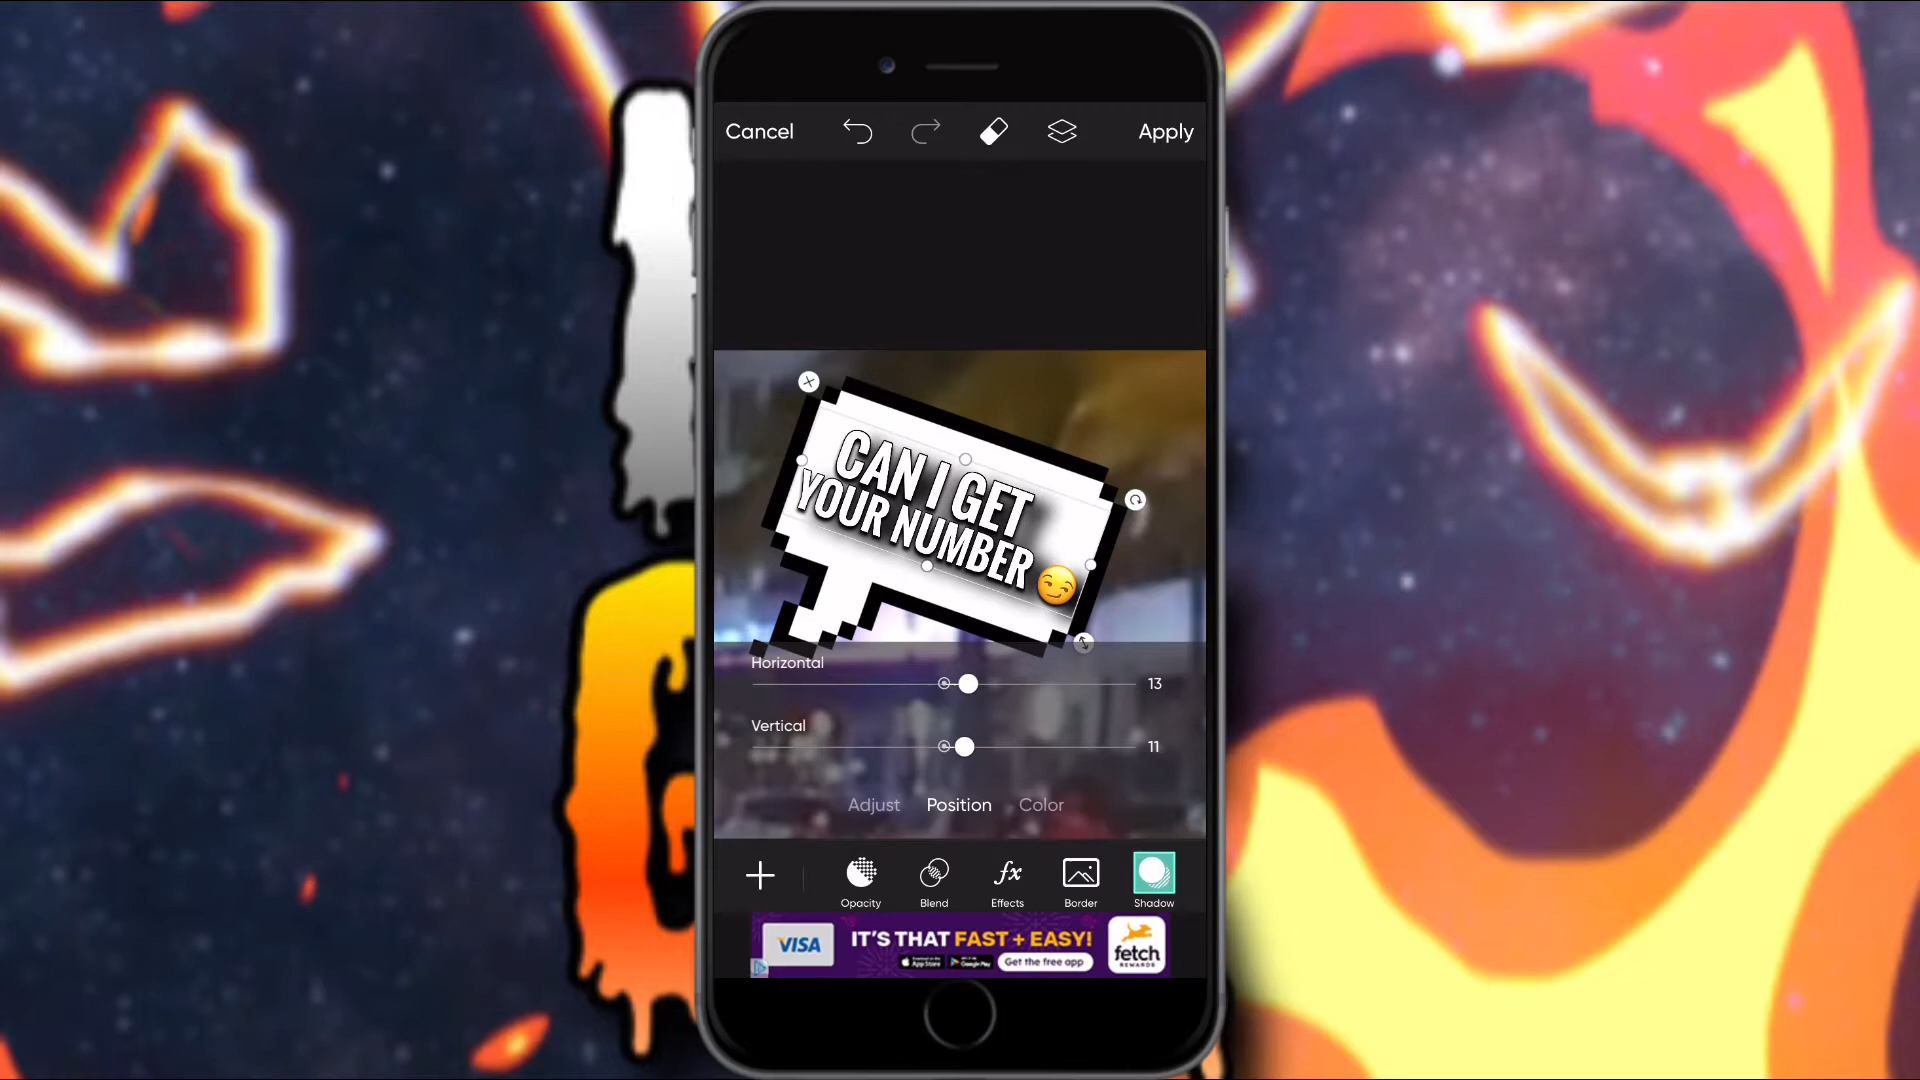 Cancel
Apply
CAN I GET
YOUR NUMBER
Horizontal
13
Vertical
11
Adjust Position Color
Opacity
Blend
Effects
Border
Shadow
VISA
IT'S THAT FAST + EASY!
Get the free app
fetch
REWARDS